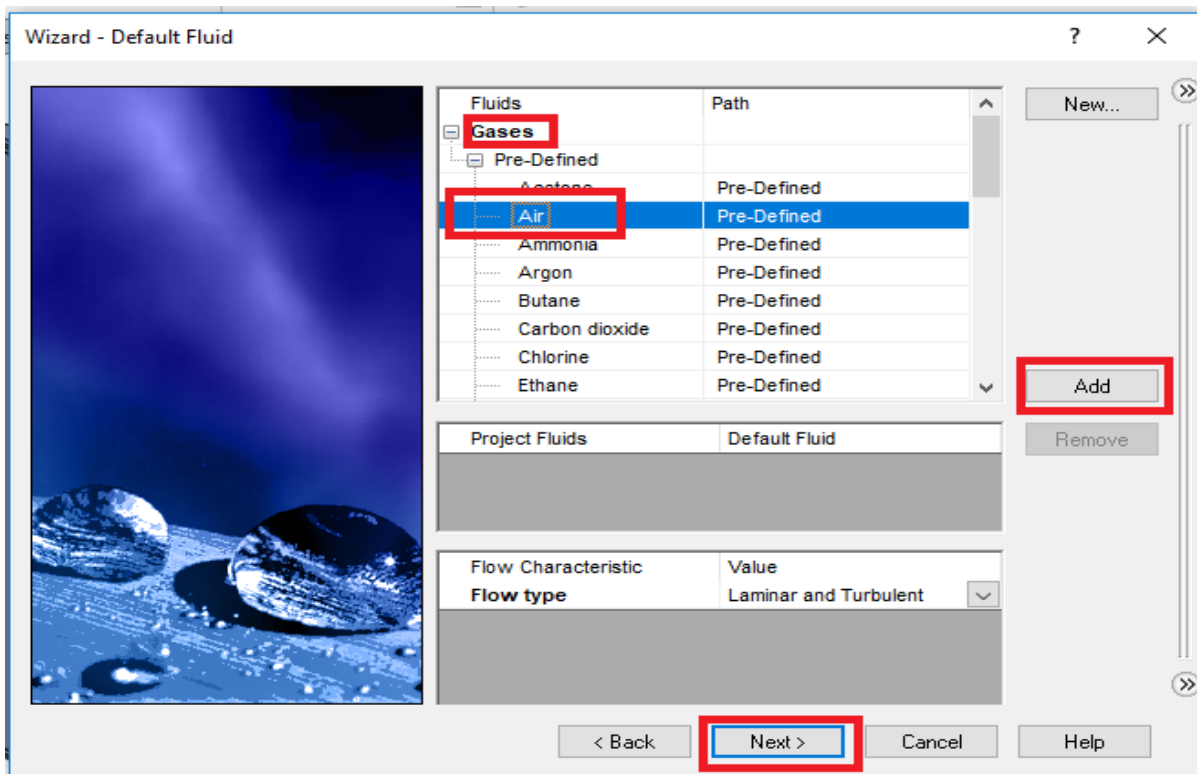 Wizard - Default Fluid ? ×
Fluids Path
Gases
Pre-Defined
Acetone Pre-Defined
Air Pre-Defined
Ammonia Pre-Defined
Argon Pre-Defined
Butane Pre-Defined
Carbon dioxide Pre-Defined
Chlorine Pre-Defined
Ethane Pre-Defined
New...
Add
Project Fluids Default Fluid
Remove
Flow Characteristic Value
Flow type Laminar and Turbulent
< Back Next > Cancel Help